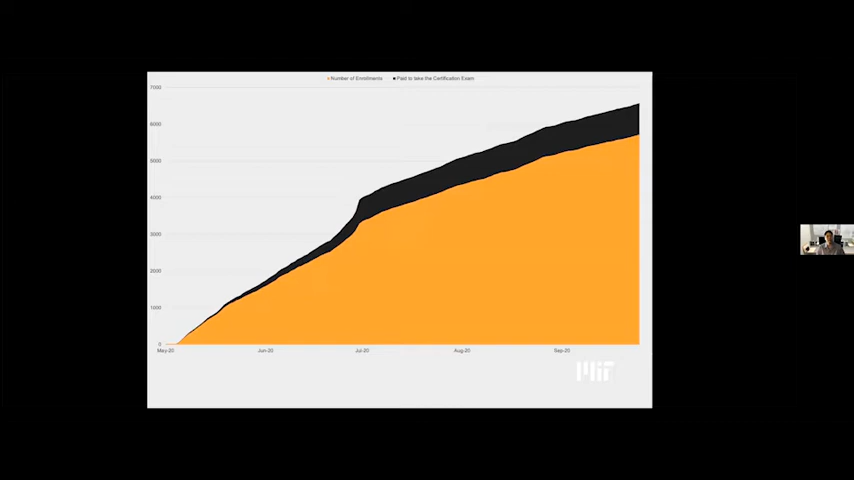 Number of Enrollments Paid to take the Certification Exam
7000
6000
5000
4000
3000
2000
1000
0
May-20 Jun-20 Jul-20 Aug-20 Sep-20
MIT